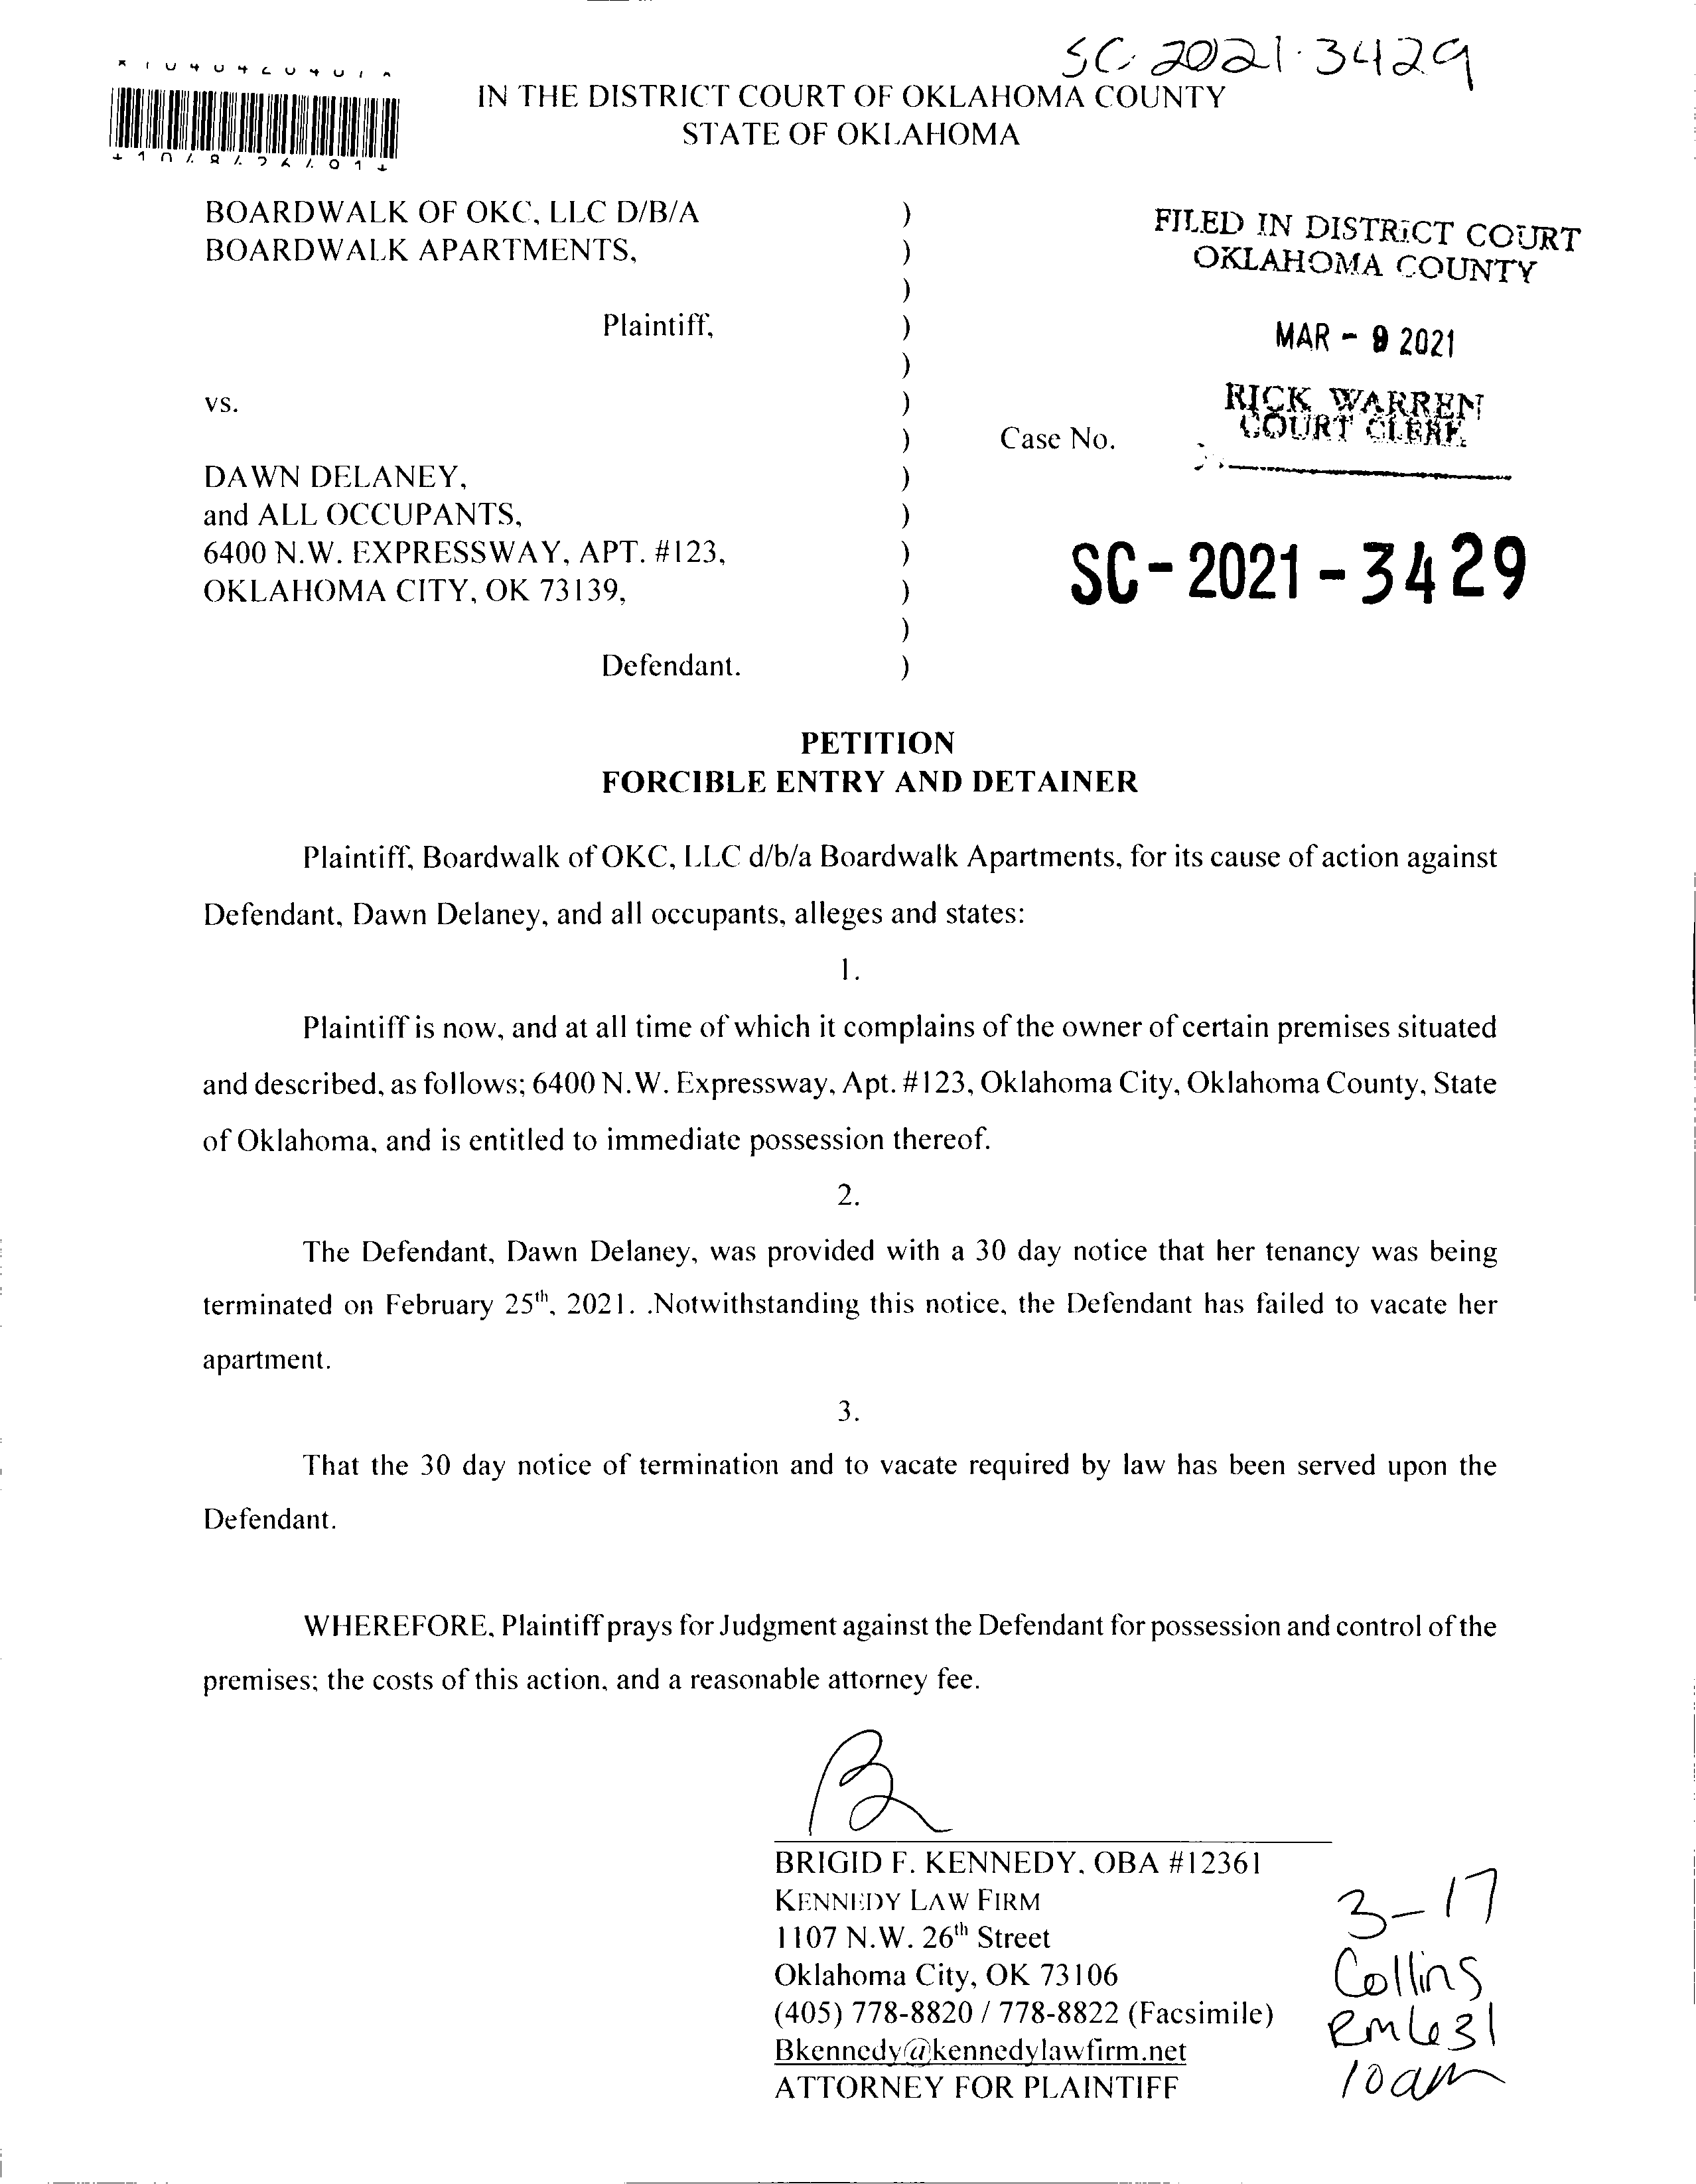 SC-2021-3429
IN THE DISTRICT COURT OF OKLAHOMA COUNTY
STATE OF OKLAHOMA
BOARDWALK OF OKC, LLC D/B/A )
BOARDWALK APARTMENTS, )
)
Plaintiff, )
)
vs. )
) Case No.
DAWN DELANEY, )
and ALL OCCUPANTS, )
6400 N.W. EXPRESSWAY, APT. #123, )
OKLAHOMA CITY, OK 73139, )
)
Defendant. )
FILED IN DISTRICT COURT
OKLAHOMA COUNTY
MAR - 9 2021
RICK WARREN
COURT CLERK
SC-2021-3429
PETITION
FORCIBLE ENTRY AND DETAINER
Plaintiff, Boardwalk of OKC, LLC d/b/a Boardwalk Apartments, for its cause of action against
Defendant, Dawn Delaney, and all occupants, alleges and states:
1.
Plaintiff is now, and at all time of which it complains of the owner of certain premises situated
and described, as follows; 6400 N.W. Expressway, Apt. #123, Oklahoma City, Oklahoma County, State
of Oklahoma, and is entitled to immediate possession thereof.
2.
The Defendant, Dawn Delaney, was provided with a 30 day notice that her tenancy was being
terminated on February 25th, 2021. .Notwithstanding this notice, the Defendant has failed to vacate her
apartment.
3.
That the 30 day notice of termination and to vacate required by law has been served upon the
Defendant.
WHEREFORE, Plaintiff prays for Judgment against the Defendant for possession and control of the
premises; the costs of this action, and a reasonable attorney fee.
BRIGID F. KENNEDY, OBA #12361
KENNEDY LAW FIRM
1107 N.W. 26th Street
Oklahoma City, OK 73106
(405) 778-8820 / 778-8822 (Facsimile)
Bkennedy@kennedylawfirm.net
ATTORNEY FOR PLAINTIFF
3-17
Collins
Rm 631
10am